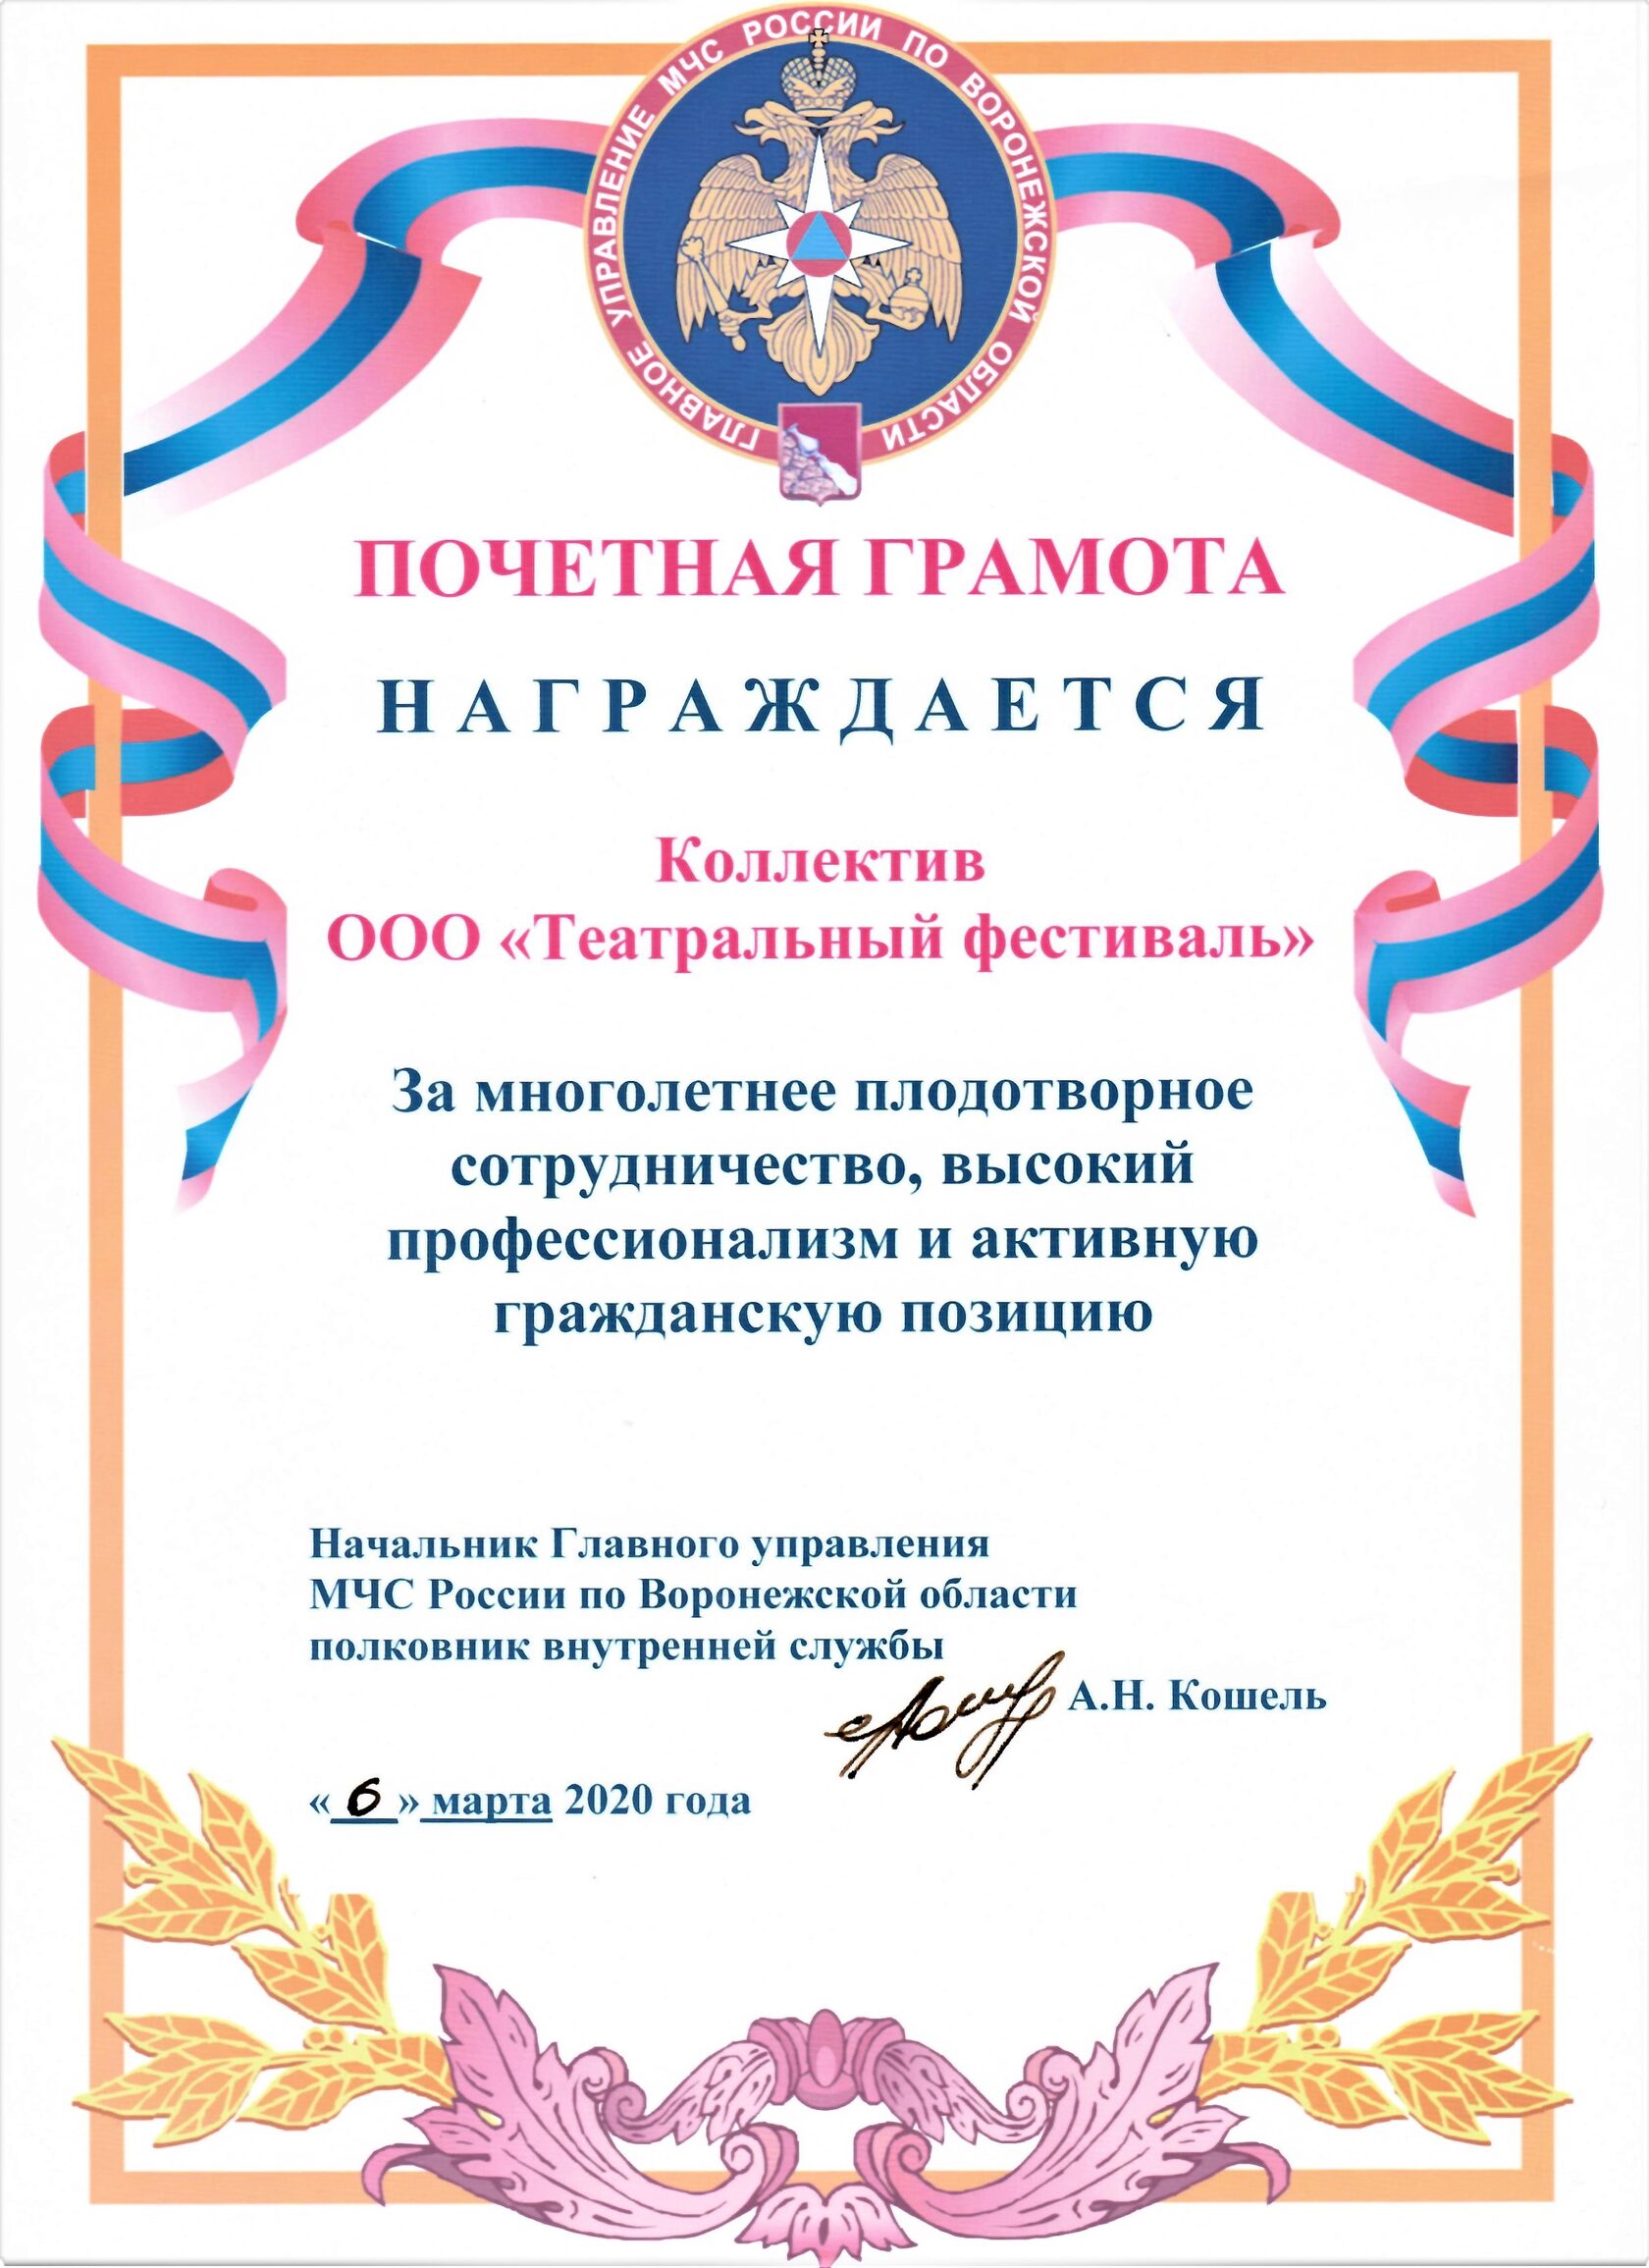 ГЛАВНОЕ УПРАВЛЕНИЕ МЧС РОССИИ ПО ВОРОНЕЖСКОЙ ОБЛАСТИ
ПОЧЕТНАЯ ГРАМОТА
НАГРАЖДАЕТСЯ
Коллектив
ООО «Театральный фестиваль»
За многолетнее плодотворное
сотрудничество, высокий
профессионализм и активную
гражданскую позицию
Начальник Главного управления
МЧС России по Воронежской области
полковник внутренней службы
А.Н. Кошель
«6» марта 2020 года